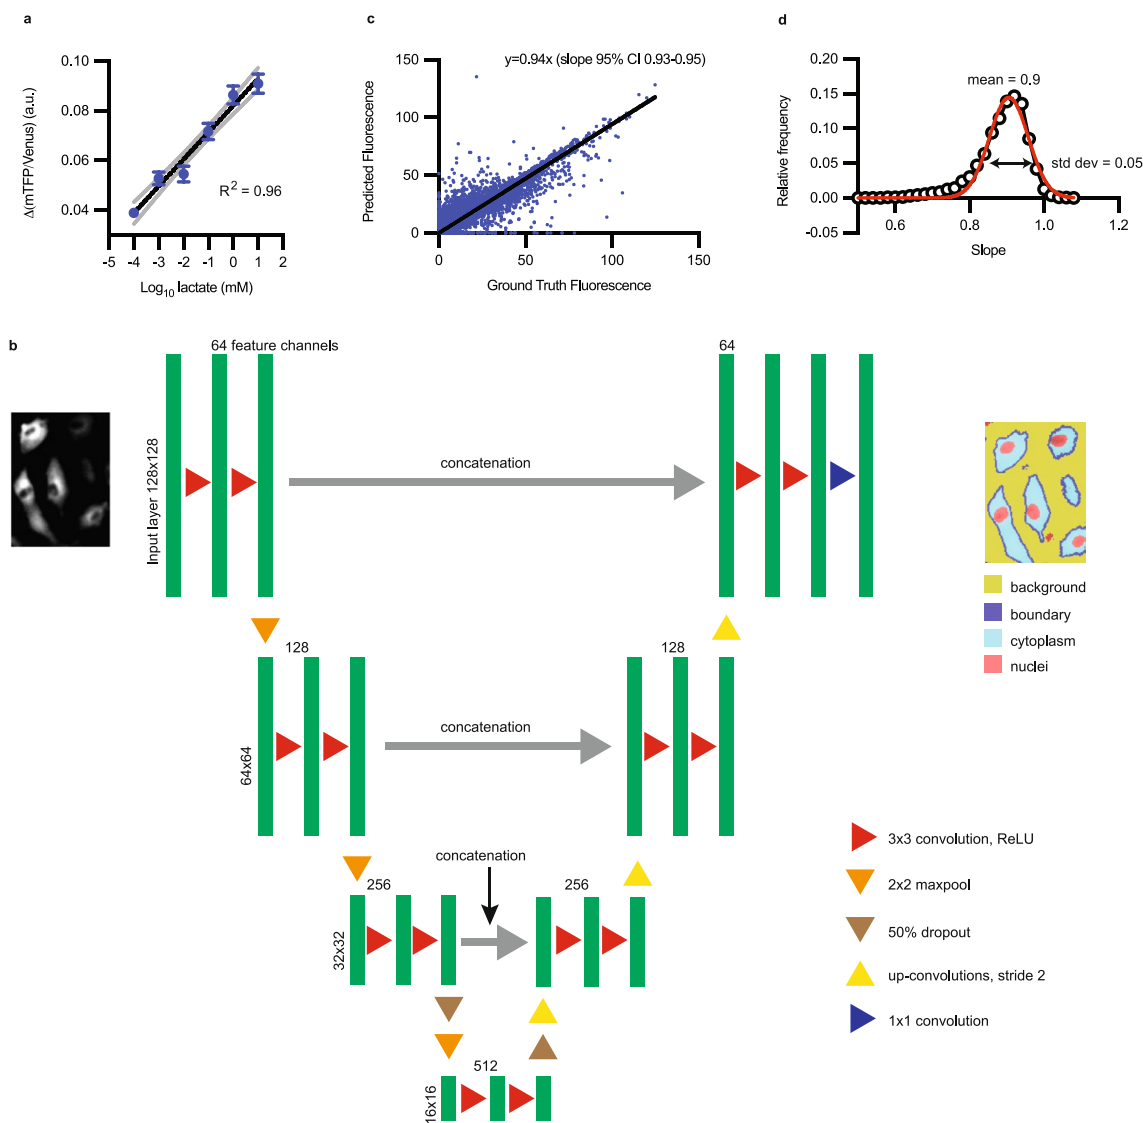 a
Δ(mTFP/Venus) (a.u.)
0.10
0.08
0.06
0.04
R² = 0.96
-5 -4 -3 -2 -1 0 1 2
Log₁₀ lactate (mM)
c
y=0.94x (slope 95% CI 0.93-0.95)
Predicted Fluorescence
150
100
50
0
0 50 100 150
Ground Truth Fluorescence
d
Relative frequency
0.20
0.15
0.10
0.05
0.00
-0.05
mean = 0.9
std dev = 0.05
0.6 0.8 1.0 1.2
Slope
b
64 feature channels
64
Input layer 128x128
concatenation
background
boundary
cytoplasm
nuclei
128
128
64x64
concatenation
concatenation
256
256
32x32
512
16x16
3x3 convolution, ReLU
2x2 maxpool
50% dropout
up-convolutions, stride 2
1x1 convolution